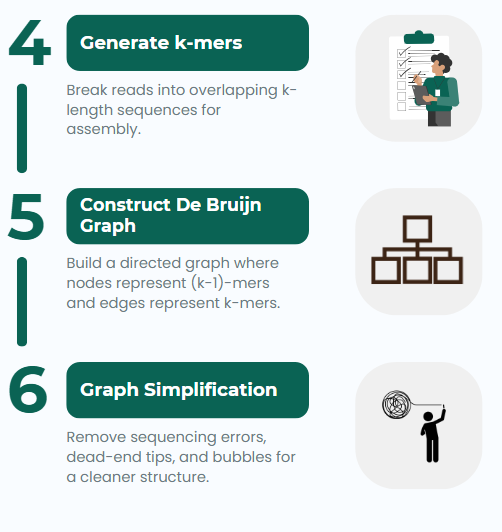 4
Generate k-mers
Break reads into overlapping k-
length sequences for
assembly.
5
Construct De Bruijn
Graph
Build a directed graph where
nodes represent (k-1)-mers
and edges represent k-mers.
6
Graph Simplification
Remove sequencing errors,
dead-end tips, and bubbles for
a cleaner structure.